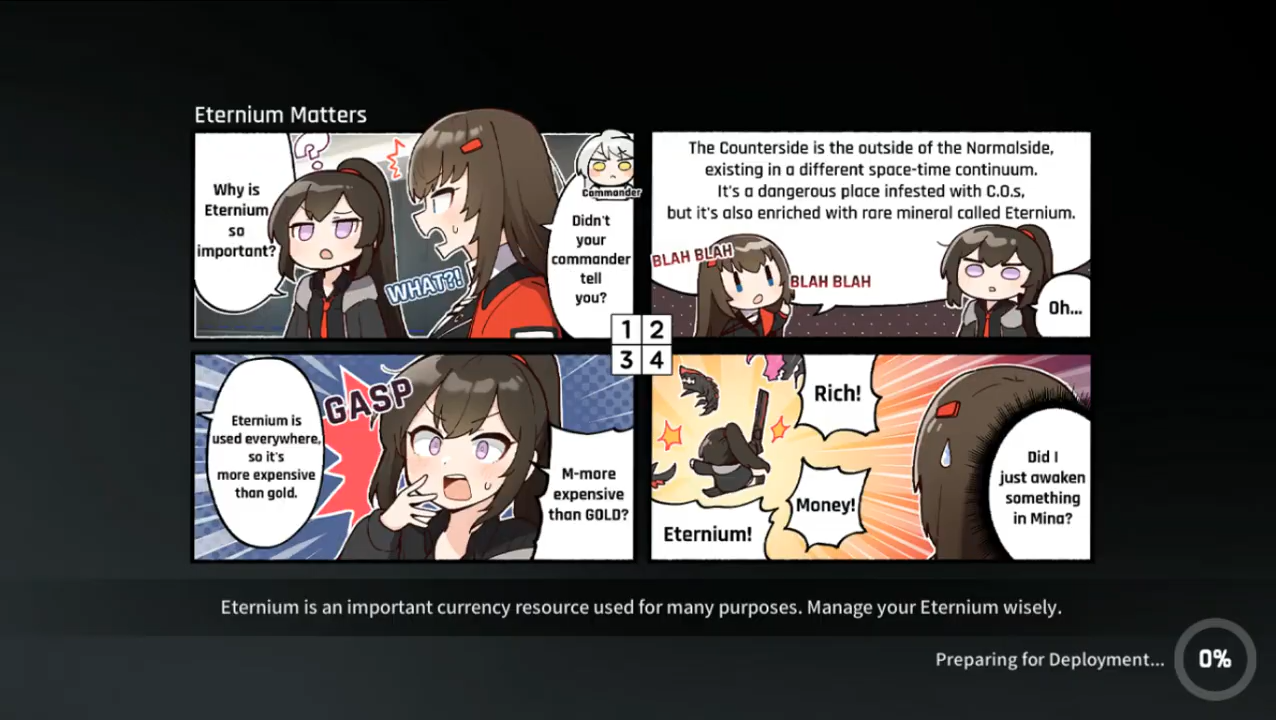 Eternium Matters
Why is
Eternium
so
important?
?
WHAT?!
Commander
Didn't
your
commander
tell
you?
The Counterside is the outside of the Normalside,
existing in a different space-time continuum.
It's a dangerous place infested with C.O.s,
but it's also enriched with rare mineral called Eternium.
BLAH BLAH
BLAH BLAH
Oh...
1 2
3 4
Eternium is
used everywhere,
so it's
more expensive
than gold.
GASP
M-more
expensive
than GOLD?
Rich!
Money!
Eternium!
Did I
just awaken
something
in Mina?
Eternium is an important currency resource used for many purposes. Manage your Eternium wisely.
Preparing for Deployment...
0%